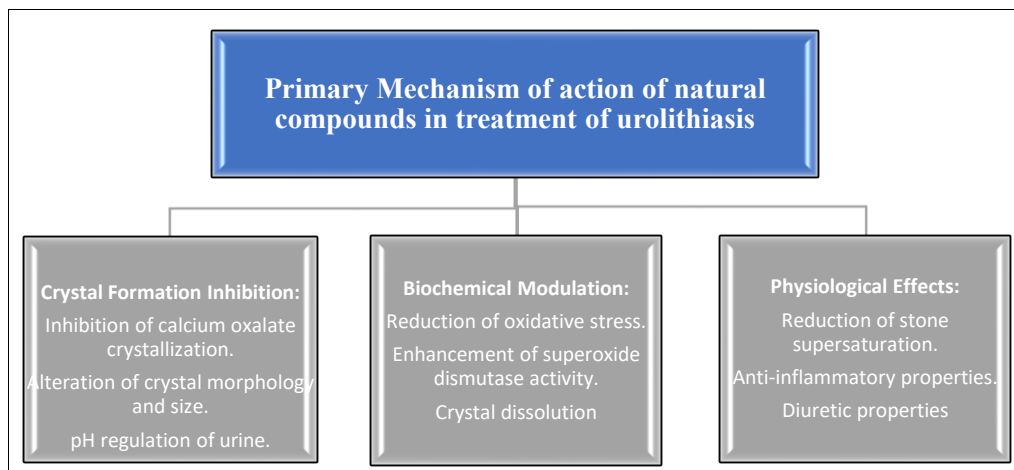 Primary Mechanism of action of natural
compounds in treatment of urolithiasis
Crystal Formation Inhibition:
Inhibition of calcium oxalate
crystallization.
Alteration of crystal morphology
and size.
pH regulation of urine.
Biochemical Modulation:
Reduction of oxidative stress.
Enhancement of superoxide
dismutase activity.
Crystal dissolution
Physiological Effects:
Reduction of stone
supersaturation.
Anti-inflammatory properties.
Diuretic properties